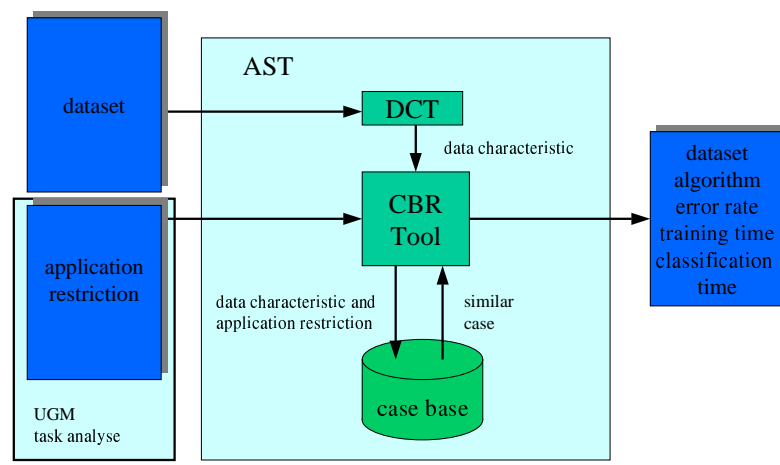 dataset
AST
DCT
data characteristic
CBR
Tool
application
restriction
data characteristic and
application restriction
similar
case
case base
UGM
task analyse
dataset
algorithm
error rate
training time
classification
time